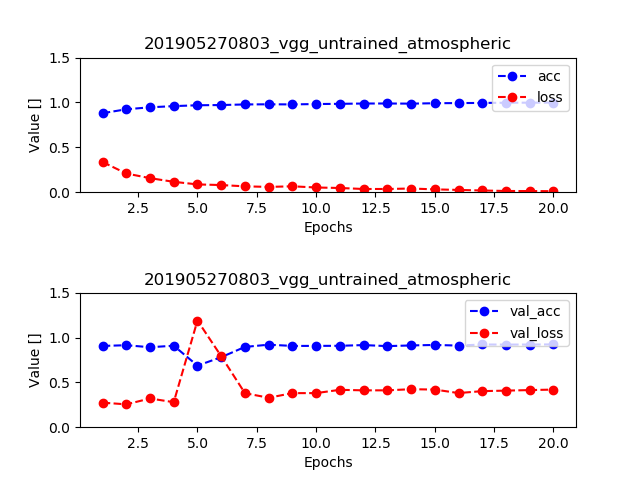 201905270803_vgg_untrained_atmospheric
1.5
1.0
0.5
0.0
Value []
acc
loss
2.5 5.0 7.5 10.0 12.5 15.0 17.5 20.0
Epochs
201905270803_vgg_untrained_atmospheric
1.5
1.0
0.5
0.0
Value []
val_acc
val_loss
2.5 5.0 7.5 10.0 12.5 15.0 17.5 20.0
Epochs